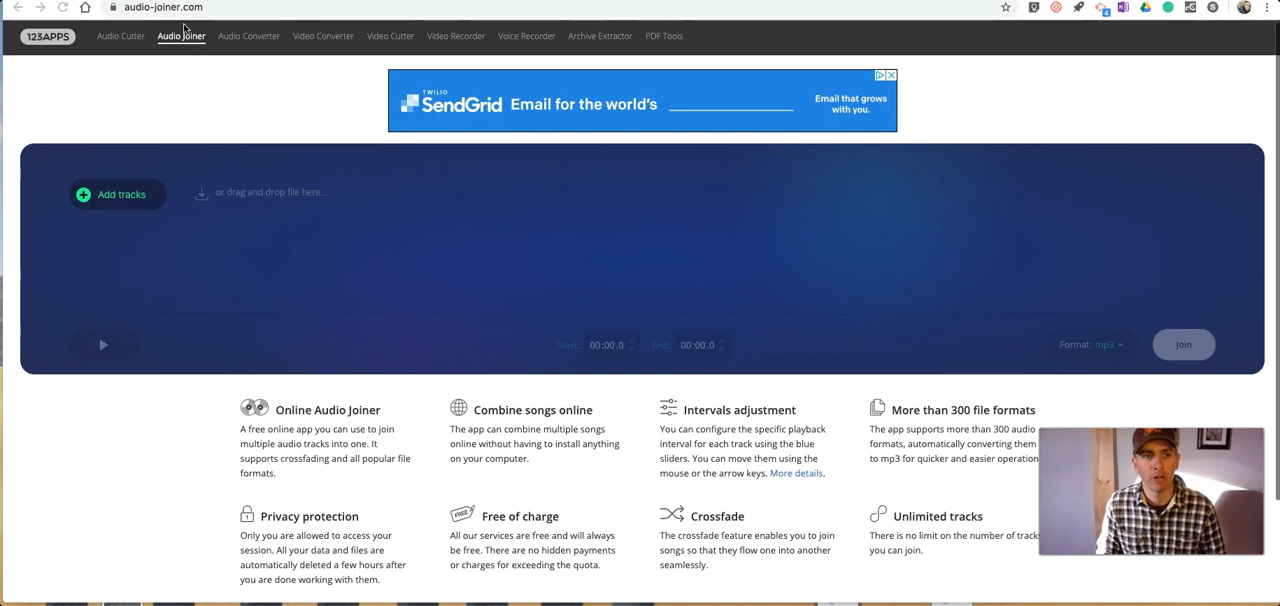 audio-joiner.com
4
123APPS Audio Cutter Audio Joiner Audio Converter Video Converter Video Cutter Video Recorder Voice Recorder Archive Extractor PDF Tools
TWILIO
SendGrid Email for the world's
Email that grows
with you.
Add tracks
or drag and drop file here...
Start: 00:00.0 End: 00:00.0
Format: mp3
Join
Online Audio Joiner
A free online app you can use to join
multiple audio tracks into one. It
supports crossfading and all popular file
formats.
Combine songs online
The app can combine multiple songs
online without having to install anything
on your computer.
Intervals adjustment
You can configure the specific playback
interval for each track using the blue
sliders. You can move them using the
mouse or the arrow keys. More details.
More than 300 file formats
The app supports more than 300 audio
formats, automatically converting them
to mp3 for quicker and easier operation
Privacy protection
Only you are allowed to access your
session. All your data and files are
automatically deleted a few hours after
you are done working with them.
FREE
Free of charge
All our services are free and will always
be free. There are no hidden payments
or charges for exceeding the quota.
Crossfade
The crossfade feature enables you to join
songs so that they flow one into another
seamlessly.
Unlimited tracks
There is no limit on the number of tracks
you can join.